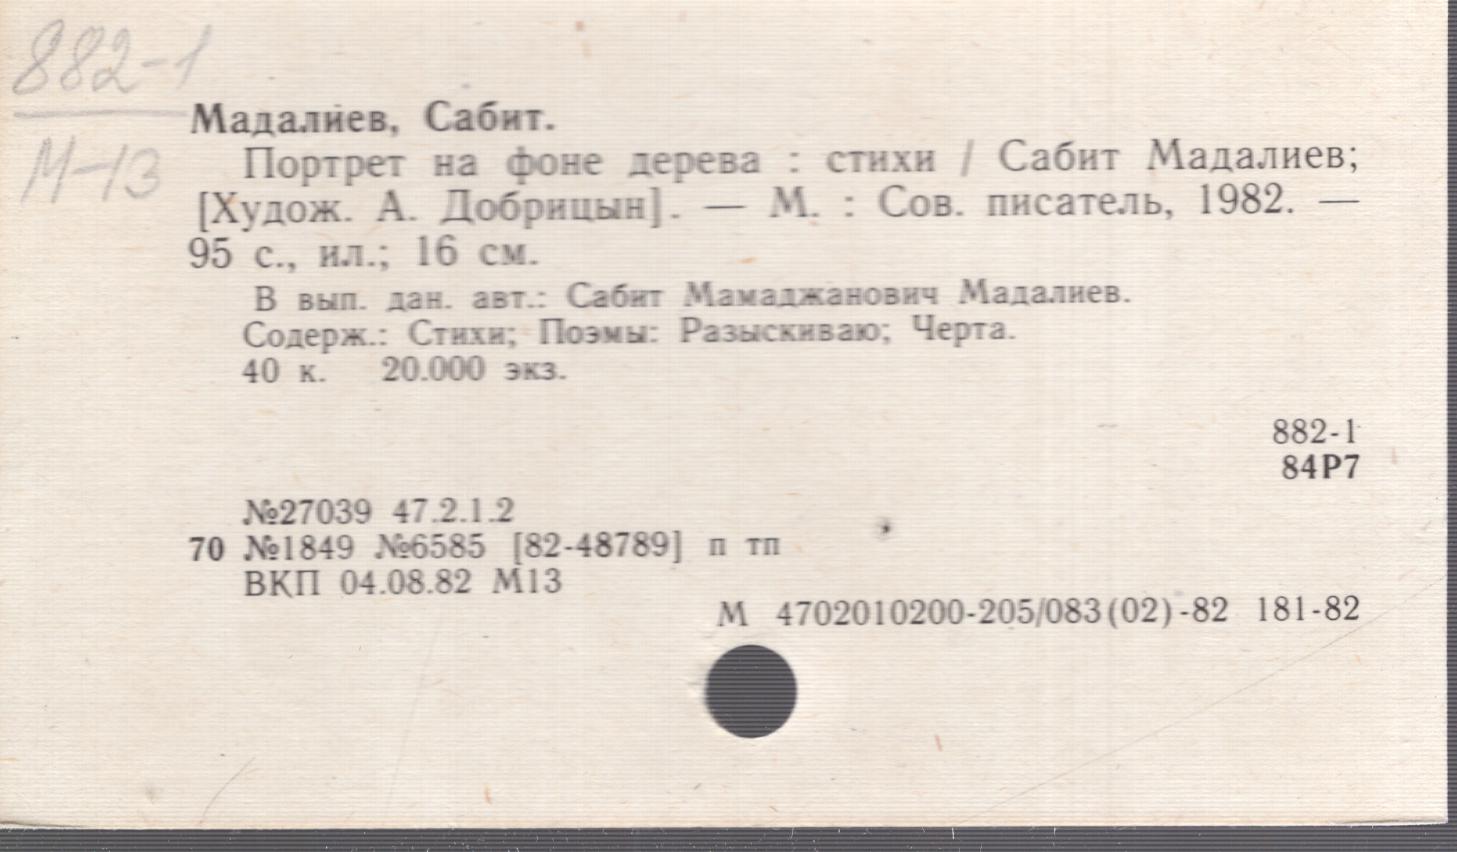 882-1
М-13
Мадалиев, Сабит.
Портрет на фоне дерева : стихи / Сабит Мадалиев;
[Худож. А. Добрицын]. — М. : Сов. писатель, 1982. —
95 с., ил.; 16 см.
В вып. дан. авт.: Сабит Мамаджанович Мадалиев.
Содерж.: Стихи; Поэмы: Разыскиваю; Черта.
40 к. 20.000 экз.
882-1
84Р7
№27039 47.2.1.2
70 №1849 №6585 [82-48789] п тп
ВКП 04.08.82 М13
М 4702010200-205/083(02)-82 181-82